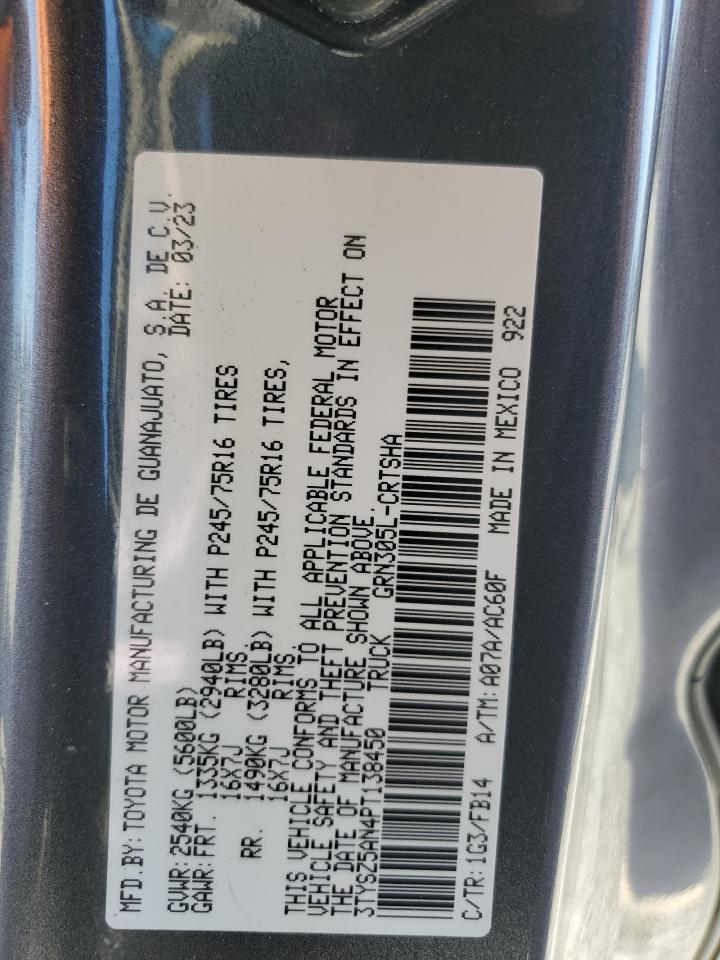 MFD.BY: TOYOTA MOTOR MANUFACTURING DE GUANAJUATO, S.A. DE C.V.
DATE: 03/23
GVWR: 2540KG (5600LB)
GAWR: FRT. 1335KG (2940LB) WITH P245/75R16 TIRES
16X7J RIMS.
RR. 1490KG (3280LB) WITH P245/75R16 TIRES,
16X7J RIMS.
THIS VEHICLE CONFORMS TO ALL APPLICABLE FEDERAL MOTOR
VEHICLE SAFETY AND THEFT PREVENTION STANDARDS IN EFFECT ON
THE DATE OF MANUFACTURE SHOWN ABOVE.
3TYSZ5AN4PT138450 TRUCK GRN305L-CRTSHA
C/TR: 1G3/FB14 A/TM: A07A/AC60F MADE IN MEXICO 922